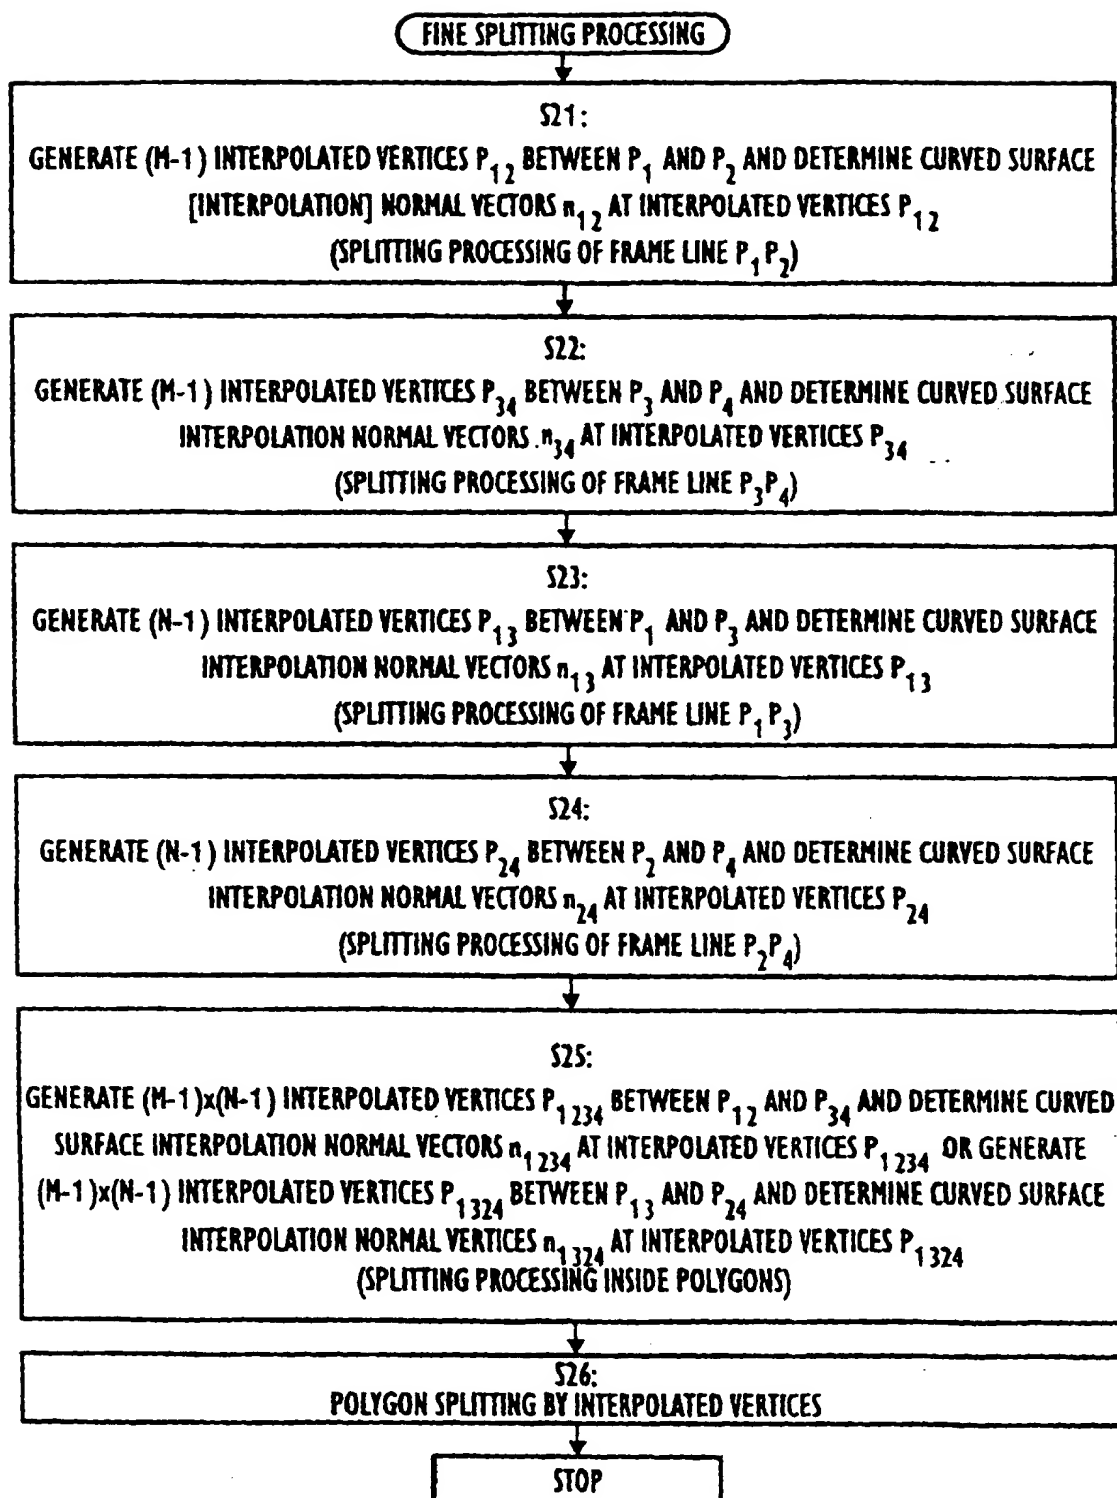 FINE SPLITTING PROCESSING
S21:
GENERATE (M-1) INTERPOLATED VERTICES P₁₂ BETWEEN P₁ AND P₂ AND DETERMINE CURVED SURFACE
[INTERPOLATION] NORMAL VECTORS n₁₂ AT INTERPOLATED VERTICES P₁₂
(SPLITTING PROCESSING OF FRAME LINE P₁P₂)
S22:
GENERATE (M-1) INTERPOLATED VERTICES P₃₄ BETWEEN P₃ AND P₄ AND DETERMINE CURVED SURFACE
INTERPOLATION NORMAL VECTORS n₃₄ AT INTERPOLATED VERTICES P₃₄
(SPLITTING PROCESSING OF FRAME LINE P₃P₄)
S23:
GENERATE (N-1) INTERPOLATED VERTICES P₁₃ BETWEEN P₁ AND P₃ AND DETERMINE CURVED SURFACE
INTERPOLATION NORMAL VECTORS n₁₃ AT INTERPOLATED VERTICES P₁₃
(SPLITTING PROCESSING OF FRAME LINE P₁P₃)
S24:
GENERATE (N-1) INTERPOLATED VERTICES P₂₄ BETWEEN P₂ AND P₄ AND DETERMINE CURVED SURFACE
INTERPOLATION NORMAL VECTORS n₂₄ AT INTERPOLATED VERTICES P₂₄
(SPLITTING PROCESSING OF FRAME LINE P₂P₄)
S25:
GENERATE (M-1)x(N-1) INTERPOLATED VERTICES P₁₂₃₄ BETWEEN P₁₂ AND P₃₄ AND DETERMINE CURVED
SURFACE INTERPOLATION NORMAL VECTORS n₁₂₃₄ AT INTERPOLATED VERTICES P₁₂₃₄ OR GENERATE
(M-1)x(N-1) INTERPOLATED VERTICES P₁₃₂₄ BETWEEN P₁₃ AND P₂₄ AND DETERMINE CURVED SURFACE
INTERPOLATION NORMAL VERTICES n₁₃₂₄ AT INTERPOLATED VERTICES P₁₃₂₄
(SPLITTING PROCESSING INSIDE POLYGONS)
S26:
POLYGON SPLITTING BY INTERPOLATED VERTICES
STOP